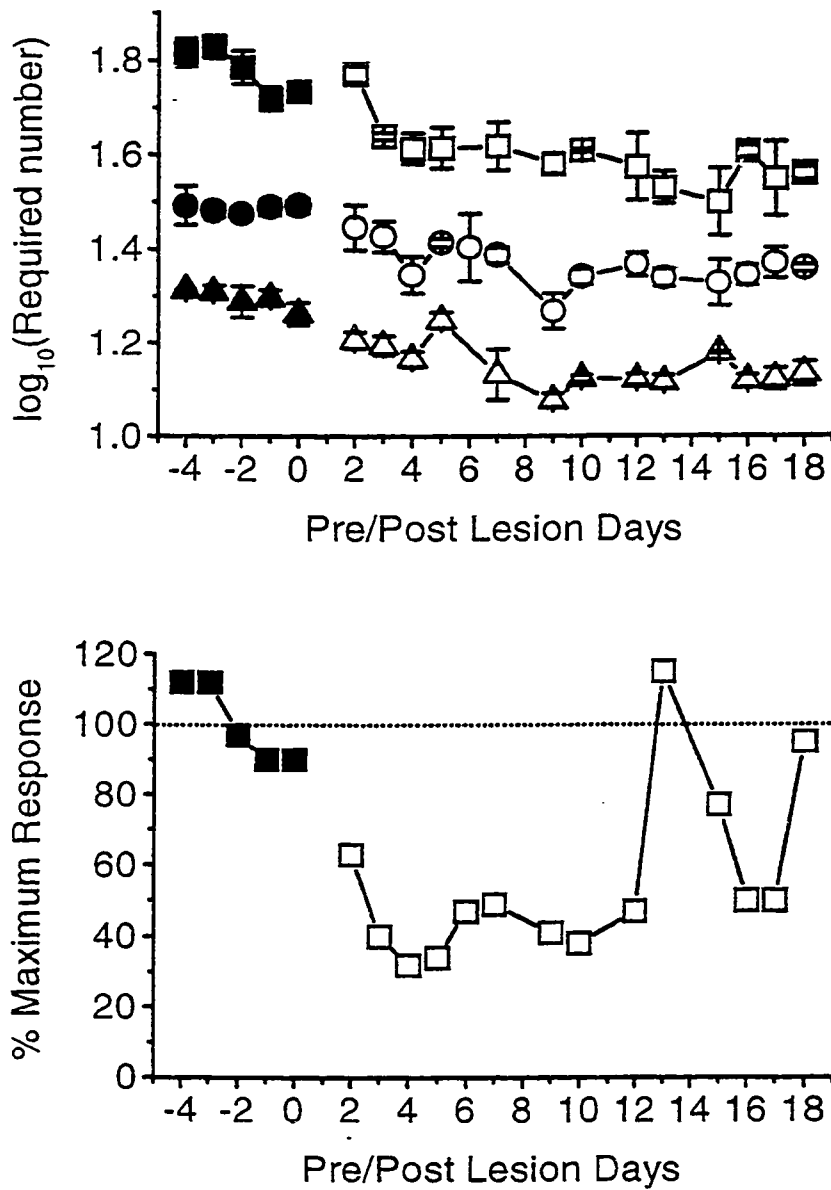 log10(Required number)
1.8
1.6
1.4
1.2
1.0
-4 -2 0 2 4 6 8 10 12 14 16 18
Pre/Post Lesion Days
% Maximum Response
120
100
80
60
40
20
0
-4 -2 0 2 4 6 8 10 12 14 16 18
Pre/Post Lesion Days